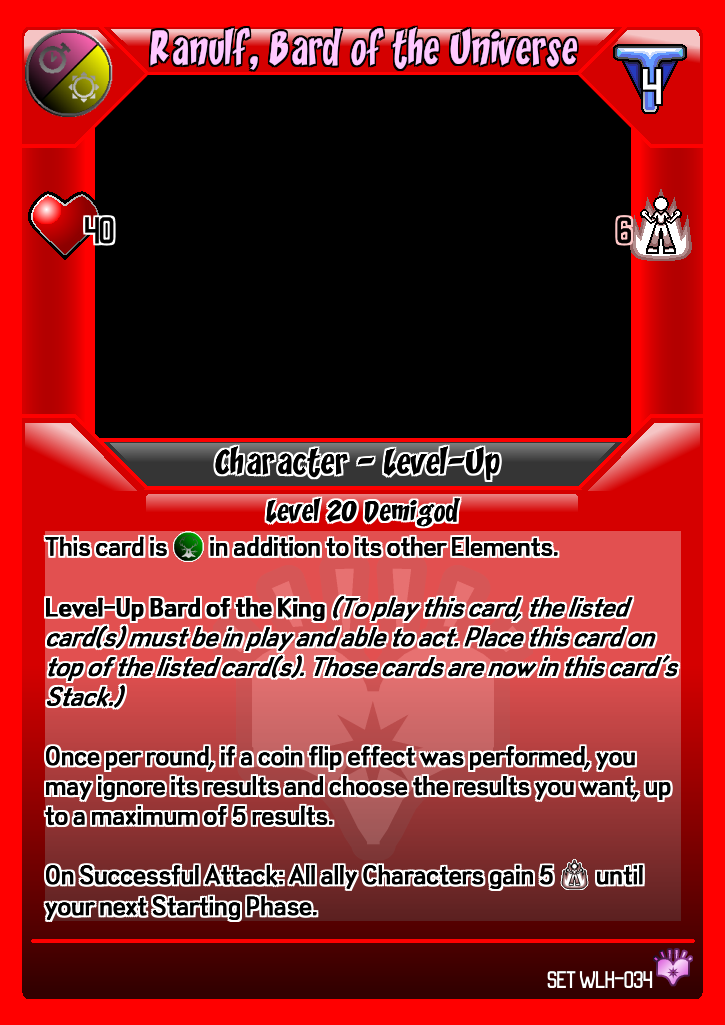 Ranulf, Bard of the Universe
4
40
6
Character - Level-Up
Level 20 Demigod
This card is in addition to its other Elements.
Level-Up Bard of the King (To play this card, the listed
card(s) must be in play and able to act. Place this card on
top of the listed card(s). Those cards are now in this card's
Stack.)
Once per round, if a coin flip effect was performed, you
may ignore its results and choose the results you want, up
to a maximum of 5 results.
On Successful Attack: All ally Characters gain 5 until
your next Starting Phase.
SET WLH-034